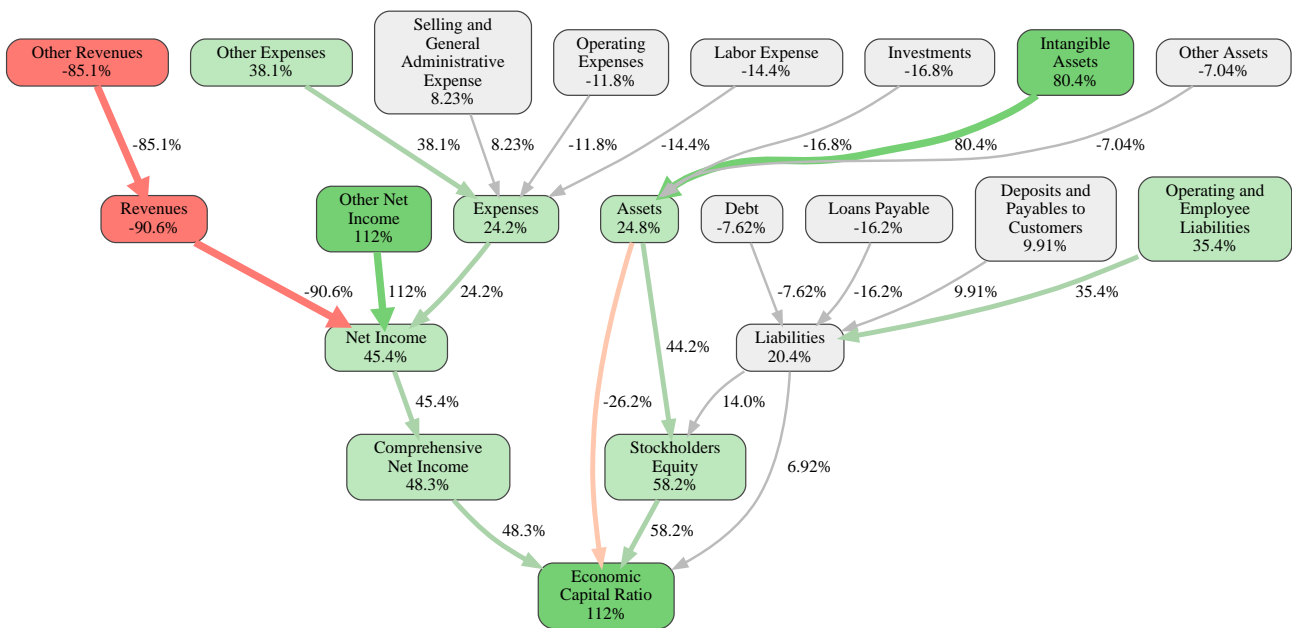 Other Revenues
-85.1%
Other Expenses
38.1%
Selling and
General
Administrative
Expense
8.23%
Operating
Expenses
-11.8%
Labor Expense
-14.4%
Investments
-16.8%
Intangible
Assets
80.4%
Other Assets
-7.04%
-85.1%
38.1%
8.23%
-11.8%
-14.4%
-16.8%
80.4%
-7.04%
Revenues
-90.6%
Other Net
Income
112%
Expenses
24.2%
Assets
24.8%
Debt
-7.62%
Loans Payable
-16.2%
Deposits and
Payables to
Customers
9.91%
Operating and
Employee
Liabilities
35.4%
-90.6%
112%
24.2%
-7.62%
-16.2%
9.91%
35.4%
Net Income
45.4%
44.2%
Liabilities
20.4%
45.4%
-26.2%
14.0%
Comprehensive
Net Income
48.3%
Stockholders
Equity
58.2%
6.92%
48.3%
58.2%
Economic
Capital Ratio
112%